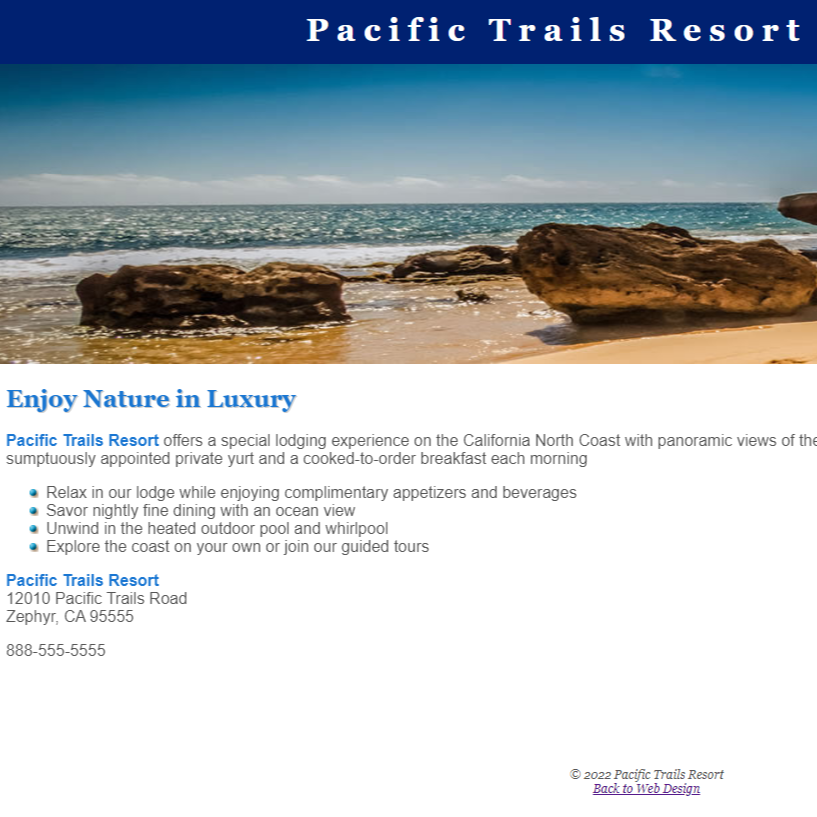 Pacific Trails Resort
Enjoy Nature in Luxury
Pacific Trails Resort offers a special lodging experience on the California North Coast with panoramic views of the
sumptuously appointed private yurt and a cooked-to-order breakfast each morning
Relax in our lodge while enjoying complimentary appetizers and beverages
Savor nightly fine dining with an ocean view
Unwind in the heated outdoor pool and whirlpool
Explore the coast on your own or join our guided tours
Pacific Trails Resort
12010 Pacific Trails Road
Zephyr, CA 95555
888-555-5555
© 2022 Pacific Trails Resort
Back to Web Design